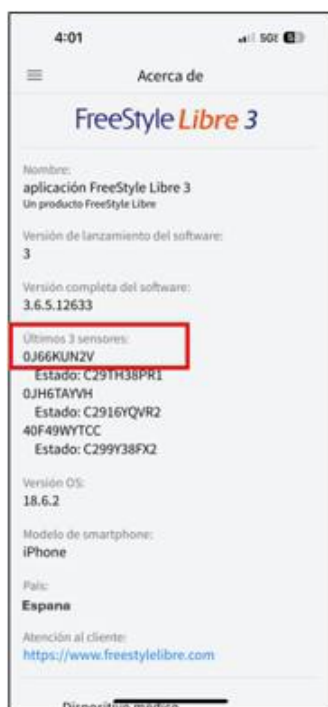 4:01
5GE
Acerca de
FreeStyle Libre 3
Nombre:
aplicación FreeStyle Libre 3
Un producto FreeStyle Libre
Versión de lanzamiento del software:
3
Versión completa del software:
3.6.5.12633
Últimos 3 sensores:
0J66KUN2V
Estado: C29TH38PR1
0JH6TAYVH
Estado: C2916YQVR2
40F49WYTCC
Estado: C299Y38FX2
Versión OS:
18.6.2
Modelo de smartphone:
iPhone
País:
Espana
Atención al cliente:
https://www.freestylelibre.com
Dispositivo médico